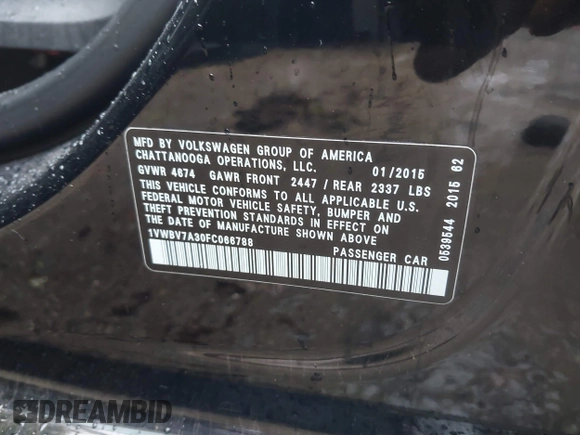 MFD BY VOLKSWAGEN GROUP OF AMERICA
CHATTANOOGA OPERATIONS, LLC. 01/2015
GVWR 4674 GAWR FRONT 2447 / REAR 2337 LBS
THIS VEHICLE CONFORMS TO ALL APPLICABLE U.S.
FEDERAL MOTOR VEHICLE SAFETY, BUMPER AND
THEFT PREVENTION STANDARDS IN EFFECT ON
THE DATE OF MANUFACTURE SHOWN ABOVE
1VWBV7A30FC066788 PASSENGER CAR
0539544 2015 62
DREAMBID